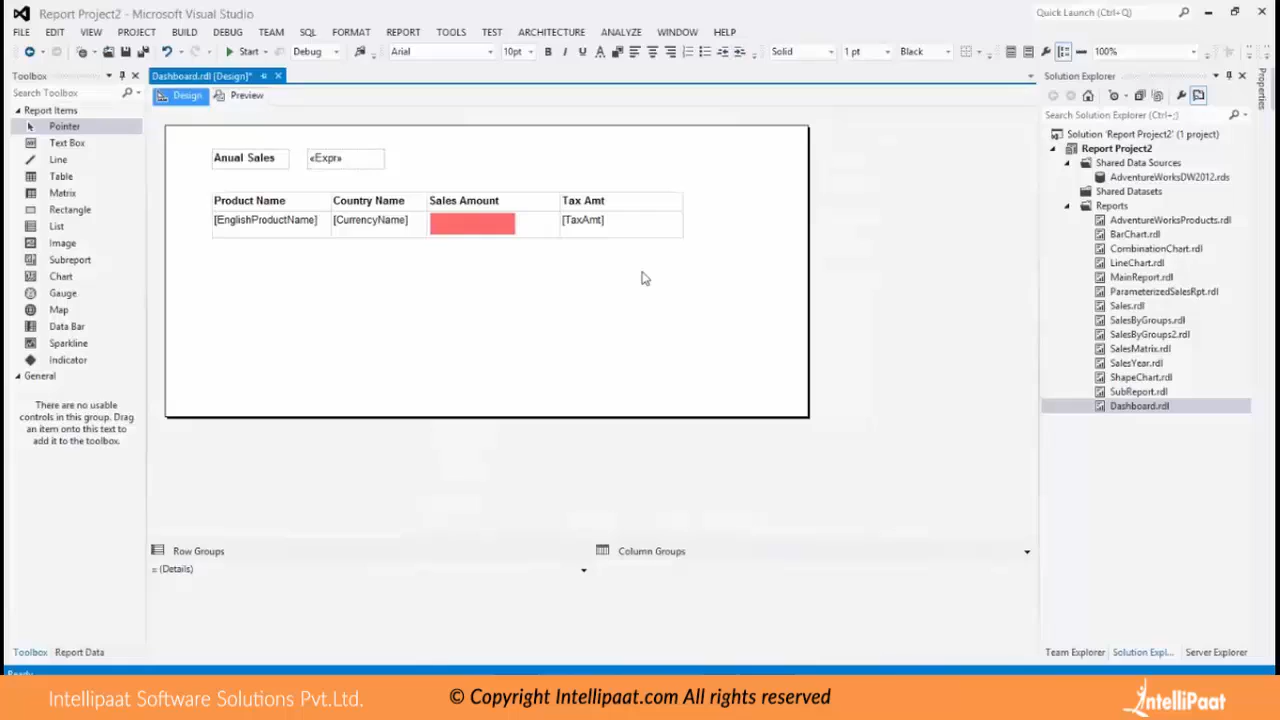 Report Project2 - Microsoft Visual Studio
Quick Launch (Ctrl+Q)
FILE EDIT VIEW PROJECT BUILD DEBUG TEAM SQL FORMAT REPORT TOOLS TEST ARCHITECTURE ANALYZE WINDOW HELP
Start Debug Arial 10pt Solid 1 pt Black 100%
Toolbox
Search Toolbox
Report Items
Pointer
Text Box
Line
Table
Matrix
Rectangle
List
Image
Subreport
Chart
Gauge
Map
Data Bar
Sparkline
Indicator
General
There are no usable
controls in this group. Drag
an item onto this text to
add it to the toolbox.
Toolbox Report Data
Dashboard.rdl [Design]*
Design Preview
Anual Sales «Expr»
Product Name Country Name Sales Amount Tax Amt
[EnglishProductName] [CurrencyName] [TaxAmt]
Row Groups Column Groups
(Details)
Solution Explorer
Search Solution Explorer (Ctrl+;)
Solution 'Report Project2' (1 project)
Report Project2
Shared Data Sources
AdventureWorksDW2012.rds
Shared Datasets
Reports
AdventureWorksProducts.rdl
BarChart.rdl
CombinationChart.rdl
LineChart.rdl
MainReport.rdl
ParameterizedSalesRpt.rdl
Sales.rdl
SalesByGroups.rdl
SalesByGroups2.rdl
SalesMatrix.rdl
SalesYear.rdl
ShapeChart.rdl
SubReport.rdl
Dashboard.rdl
Team Explorer Solution Expl... Server Explorer
Properties
Ready
Intellipaat Software Solutions Pvt.Ltd.
© Copyright Intellipaat.com All rights reserved
IntelliPaat